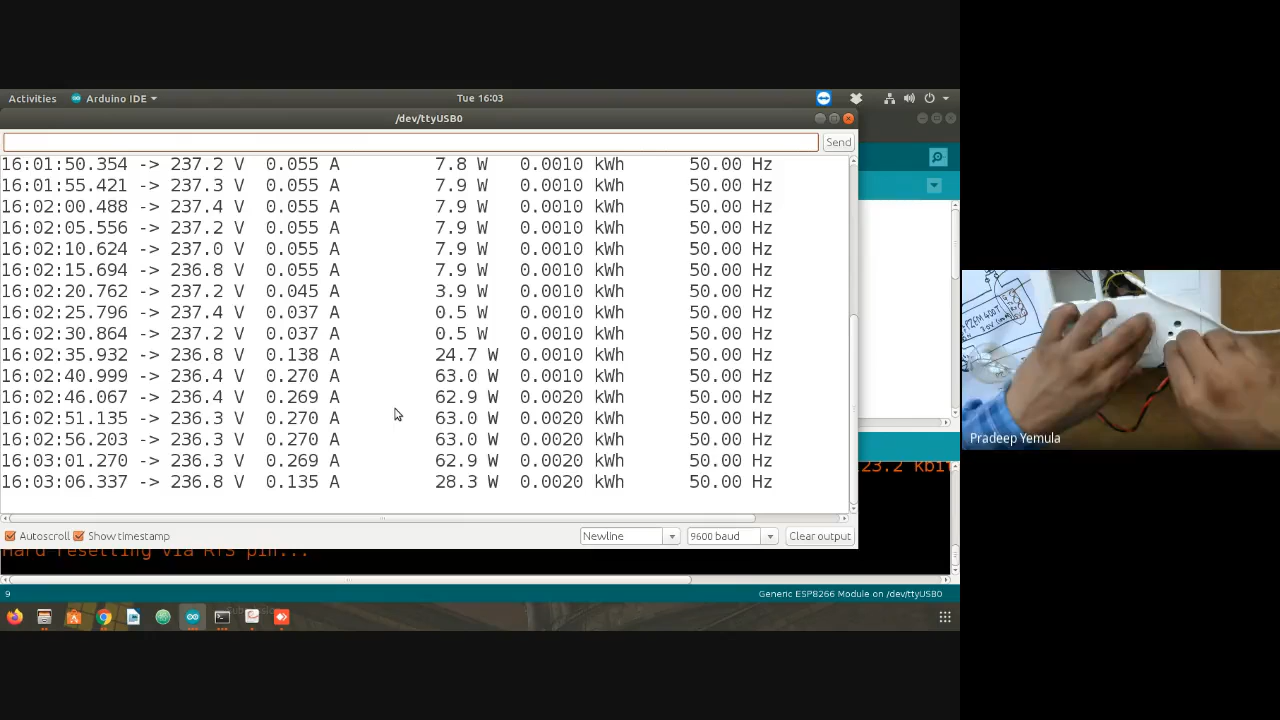 Activities
Arduino IDE
Tue 16:03
/dev/ttyUSB0
Send
16:01:50.354 -> 237.2 V 0.055 A 7.8 W 0.0010 kWh 50.00 Hz
16:01:55.421 -> 237.3 V 0.055 A 7.9 W 0.0010 kWh 50.00 Hz
16:02:00.488 -> 237.4 V 0.055 A 7.9 W 0.0010 kWh 50.00 Hz
16:02:05.556 -> 237.2 V 0.055 A 7.9 W 0.0010 kWh 50.00 Hz
16:02:10.624 -> 237.0 V 0.055 A 7.9 W 0.0010 kWh 50.00 Hz
16:02:15.694 -> 236.8 V 0.055 A 7.9 W 0.0010 kWh 50.00 Hz
16:02:20.762 -> 237.2 V 0.045 A 3.9 W 0.0010 kWh 50.00 Hz
16:02:25.796 -> 237.4 V 0.037 A 0.5 W 0.0010 kWh 50.00 Hz
16:02:30.864 -> 237.2 V 0.037 A 0.5 W 0.0010 kWh 50.00 Hz
16:02:35.932 -> 236.8 V 0.138 A 24.7 W 0.0010 kWh 50.00 Hz
16:02:40.999 -> 236.4 V 0.270 A 63.0 W 0.0010 kWh 50.00 Hz
16:02:46.067 -> 236.4 V 0.269 A 62.9 W 0.0020 kWh 50.00 Hz
16:02:51.135 -> 236.3 V 0.270 A 63.0 W 0.0020 kWh 50.00 Hz
16:02:56.203 -> 236.3 V 0.270 A 63.0 W 0.0020 kWh 50.00 Hz
16:03:01.270 -> 236.3 V 0.269 A 62.9 W 0.0020 kWh 50.00 Hz
16:03:06.337 -> 236.8 V 0.135 A 28.3 W 0.0020 kWh 50.00 Hz
Autoscroll
Show timestamp
Newline
9600 baud
Clear output
23.2 kbit
Hard resetting via RTS pin...
9
Generic ESP8266 Module on /dev/ttyUSB0
Pradeep Yemula